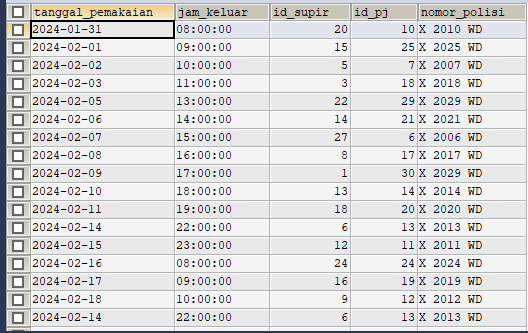 tanggal_pemakaian jam_keluar id_supir id_pj nomor_polisi
2024-01-31 08:00:00 20 10 X 2010 WD
2024-02-01 09:00:00 15 25 X 2025 WD
2024-02-02 10:00:00 5 7 X 2007 WD
2024-02-03 11:00:00 3 18 X 2018 WD
2024-02-05 13:00:00 22 29 X 2029 WD
2024-02-06 14:00:00 14 21 X 2021 WD
2024-02-07 15:00:00 27 6 X 2006 WD
2024-02-08 16:00:00 8 17 X 2017 WD
2024-02-09 17:00:00 1 30 X 2029 WD
2024-02-10 18:00:00 13 14 X 2014 WD
2024-02-11 19:00:00 18 20 X 2020 WD
2024-02-14 22:00:00 6 13 X 2013 WD
2024-02-15 23:00:00 12 11 X 2011 WD
2024-02-16 08:00:00 24 24 X 2024 WD
2024-02-17 09:00:00 16 19 X 2019 WD
2024-02-18 10:00:00 9 12 X 2012 WD
2024-02-14 22:00:00 6 13 X 2013 WD